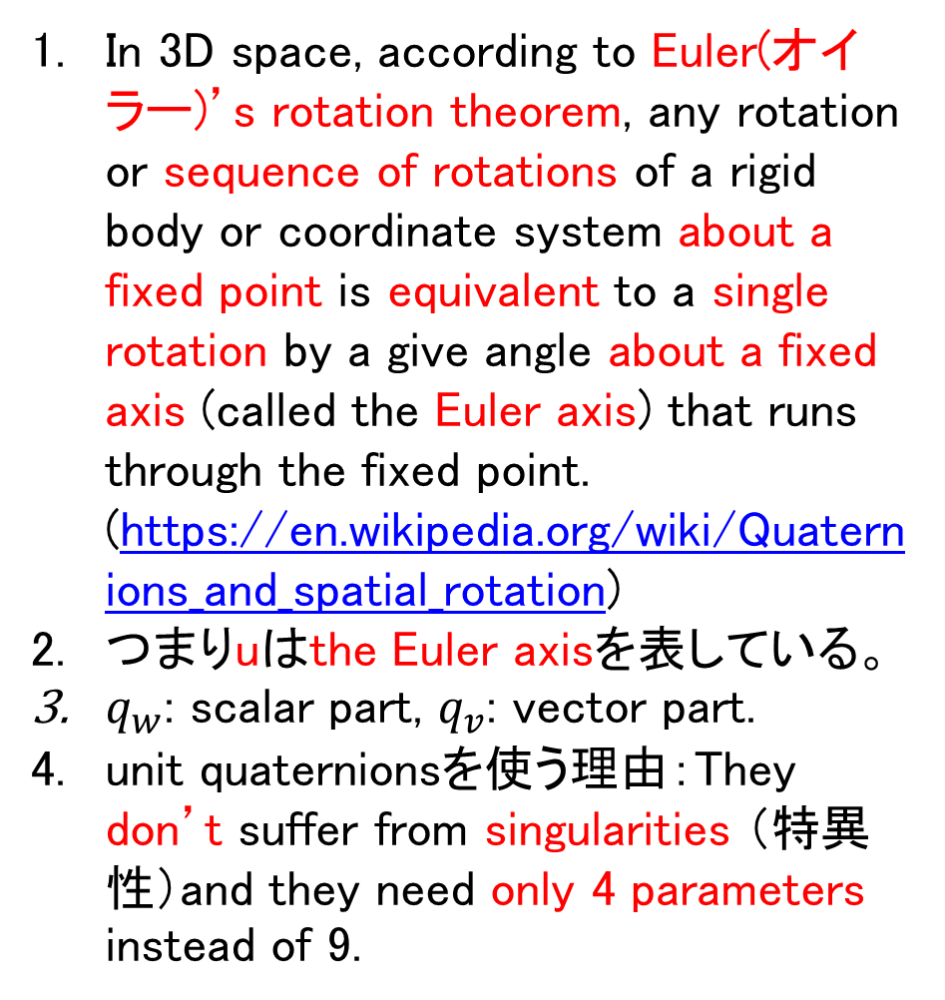 1. In 3D space, according to Euler(オイ
ラー)’s rotation theorem, any rotation
or sequence of rotations of a rigid
body or coordinate system about a
fixed point is equivalent to a single
rotation by a give angle about a fixed
axis (called the Euler axis) that runs
through the fixed point.
(https://en.wikipedia.org/wiki/Quatern
ions_and_spatial_rotation)
2. つまりuはthe Euler axisを表している。
3. q_w: scalar part, q_v: vector part.
4. unit quaternionsを使う理由：They
don’t suffer from singularities（特異
性）and they need only 4 parameters
instead of 9.